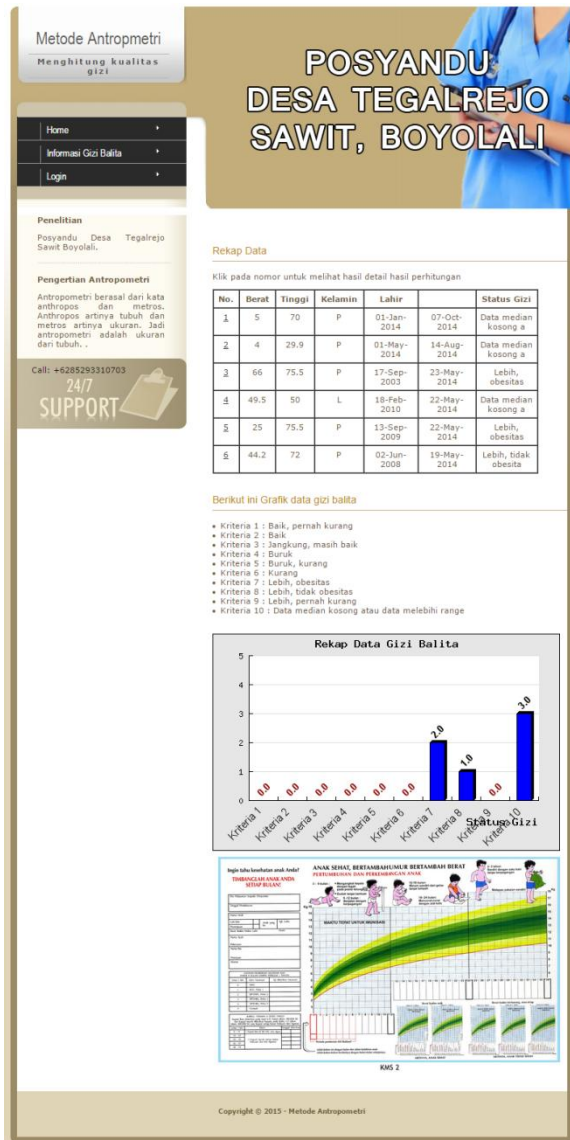 Metode Antropmetri
Menghitung kualitas
gizi
POSYANDU
DESA TEGALREJO
SAWIT, BOYOLALI
Home
Informasi Gizi Balita
Login
Penelitian
Posyandu Desa Tegalrejo
Sawit Boyolali.
Pengertian Antropometri
Antropometri berasal dari kata
anthropos dan metros.
Anthropos artinya tubuh dan
metros artinya ukuran. Jadi
antropometri adalah ukuran
dari tubuh. .
Call: +6285293310703
24/7
SUPPORT
Rekap Data
Klik pada nomor untuk melihat hasil detail hasil perhitungan
No. Berat Tinggi Kelamin Lahir Status Gizi
1 5 70 P 01-Jan-2014 07-Oct-2014 Data median kosong a
2 4 29.9 P 01-May-2014 14-Aug-2014 Data median kosong a
3 66 75.5 P 17-Sep-2003 23-May-2014 Lebih, obesitas
4 49.5 50 L 18-Feb-2010 22-May-2014 Data median kosong a
5 25 75.5 P 13-Sep-2009 22-May-2014 Lebih, obesitas
6 44.2 72 P 02-Jun-2008 19-May-2014 Lebih, tidak obesita
Berikut ini Grafik data gizi balita
• Kriteria 1 : Baik, pernah kurang
• Kriteria 2 : Baik
• Kriteria 3 : Jangkung, masih baik
• Kriteria 4 : Buruk
• Kriteria 5 : Buruk, kurang
• Kriteria 6 : Kurang
• Kriteria 7 : Lebih, obesitas
• Kriteria 8 : Lebih, tidak obesitas
• Kriteria 9 : Lebih, pernah kurang
• Kriteria 10 : Data median kosong atau data melebihi range
Rekap Data Gizi Balita
5
4
3
2
1
0
0.0 0.0 0.0 0.0 0.0 0.0 2.0 1.0 0.0 3.0
Kriteria 1 Kriteria 2 Kriteria 3 Kriteria 4 Kriteria 5 Kriteria 6 Kriteria 7 Kriteria 8 Kriteria 9 Kriteria 10
Status Gizi
Ingin tahu kesehatan anak Anda?
TIMBANGLAH ANAK ANDA
SETIAP BULAN!
ANAK SEHAT, BERTAMBAH UMUR BERTAMBAH BERAT
PERTUMBUHAN DAN PERKEMBANGAN ANAK
KMS 2
Copyright © 2015 - Metode Antropometri